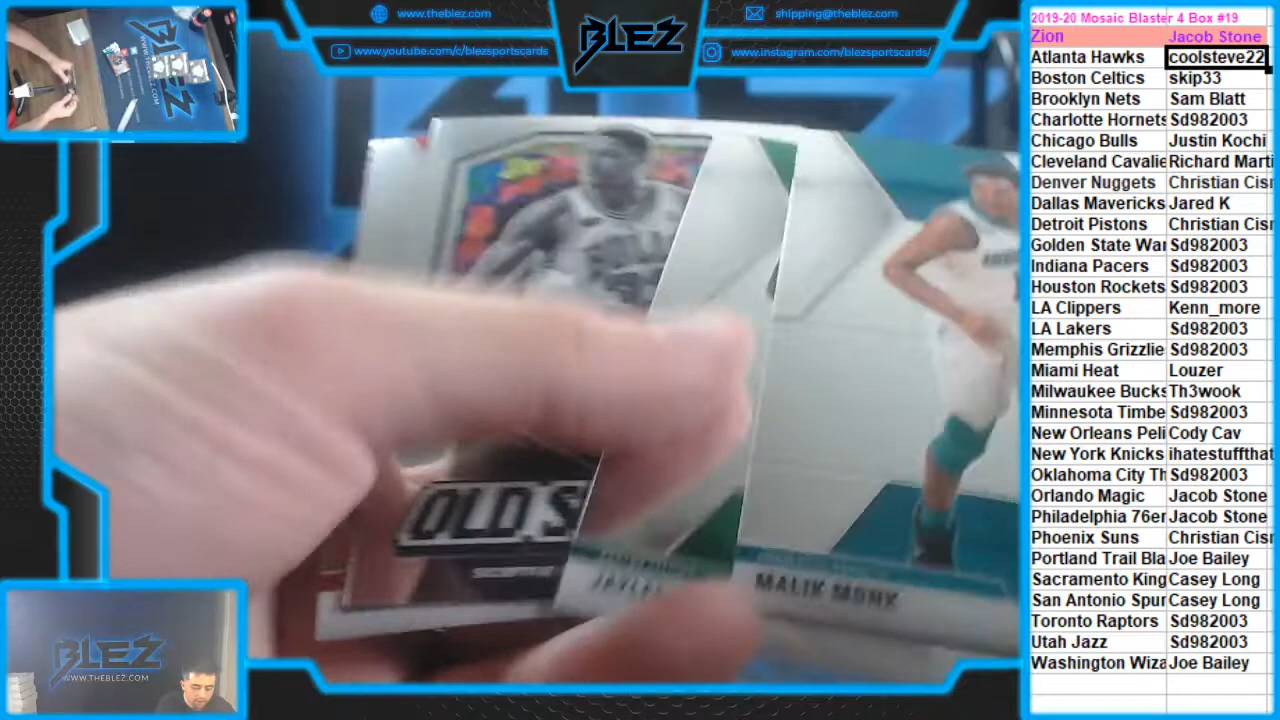 www.theblez.com
www.youtube.com/c/blezsportscards
BLEZ
shipping@theblez.com
www.instagram.com/blezsportscards/
2019-20 Mosaic Blaster 4 Box #19
Zion Jacob Stone
Atlanta Hawks coolsteve22
Boston Celtics skip33
Brooklyn Nets Sam Blatt
Charlotte Hornets Sd982003
Chicago Bulls Justin Kochi
Cleveland Cavalie Richard Marti
Denver Nuggets Christian Cisn
Dallas Mavericks Jared K
Detroit Pistons Christian Cisn
Golden State War Sd982003
Indiana Pacers Sd982003
Houston Rockets Sd982003
LA Clippers Kenn_more
LA Lakers Sd982003
Memphis Grizzlie Sd982003
Miami Heat Louzer
Milwaukee Bucks Th3wook
Minnesota Timbe Sd982003
New Orleans Peli Cody Cav
New York Knicks ihatestuffthat
Oklahoma City Th Sd982003
Orlando Magic Jacob Stone
Philadelphia 76er Jacob Stone
Phoenix Suns Christian Cisn
Portland Trail Bla Joe Bailey
Sacramento King Casey Long
San Antonio Spur Casey Long
Toronto Raptors Sd982003
Utah Jazz Sd982003
Washington Wiza Joe Bailey
OLD S
JAYLE
MALIK MONK
BLEZ
WWW.THEBLEZ.COM
BLEZ